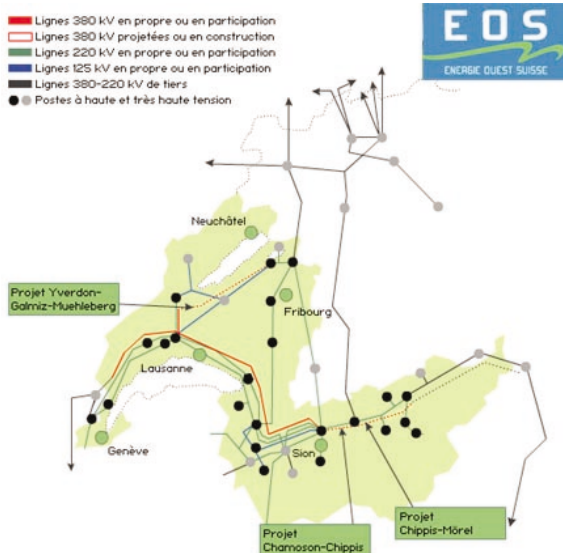 Lignes 380 kV en propre ou en participation
Lignes 380 kV projetées ou en construction
Lignes 220 kV en propre ou en participation
Lignes 125 kV en propre ou en participation
Lignes 380-220 kV de tiers
Postes à haute et très haute tension
EOS
ENERGIE OUEST SUISSE
Neuchâtel
Projet Yverdon-
Galmiz-Muehleberg
Fribourg
Lausanne
Genève
Sion
Projet
Chamoson-Chippis
Projet
Chippis-Mörel